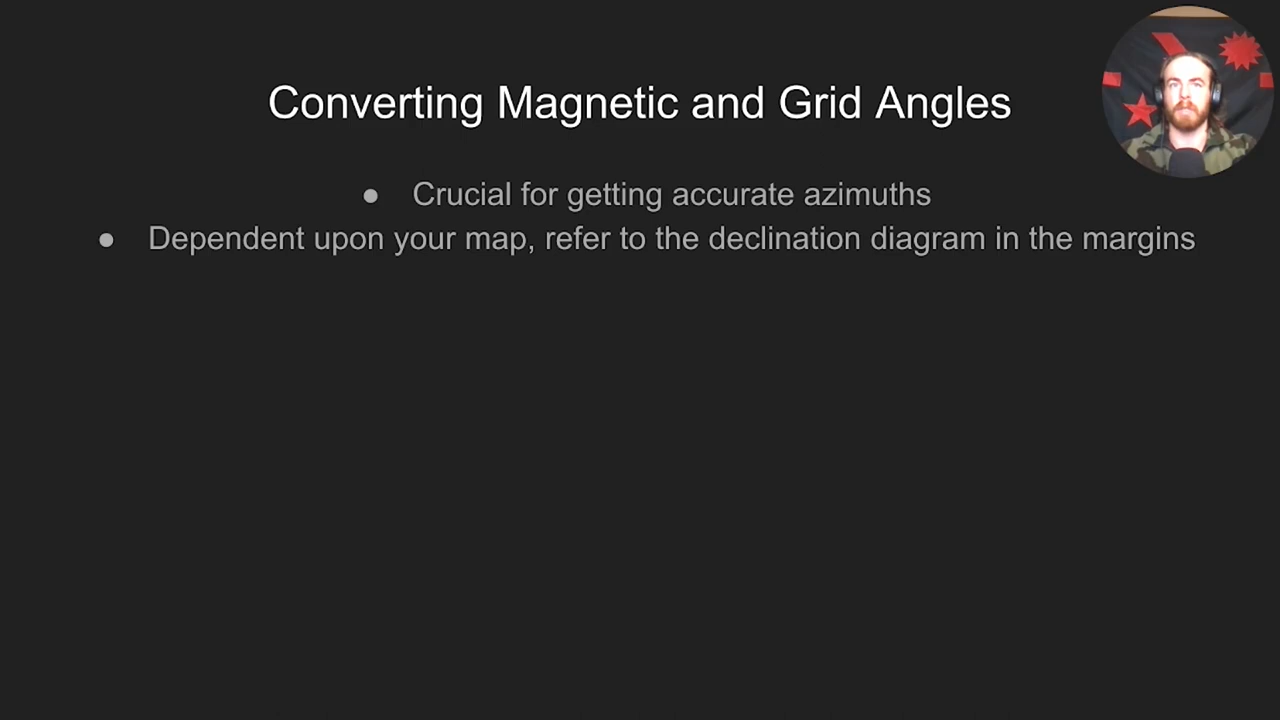 Converting Magnetic and Grid Angles
● Crucial for getting accurate azimuths
● Dependent upon your map, refer to the declination diagram in the margins